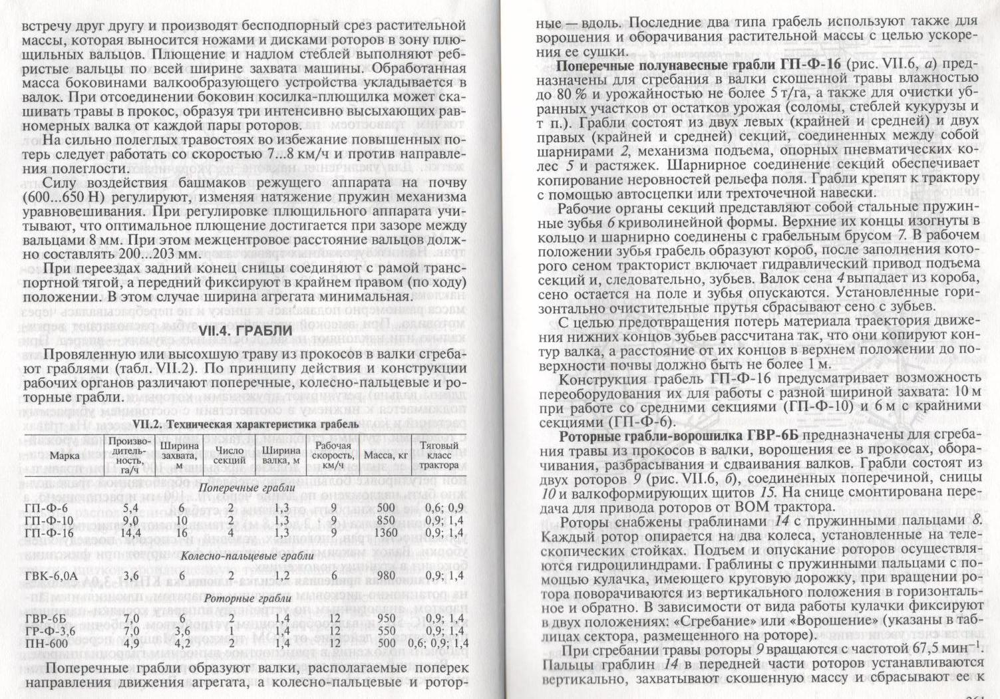 встречу друг другу и производят бесподпорный срез растительной
массы, которая выносится ножами и дисками роторов в зону плю-
щильных вальцов. Плющение и надлом стеблей выполняют реб-
ристые вальцы по всей ширине захвата машины. Обработанная
масса боковинами валкообразующего устройства укладывается в
валок. При отсоединении боковин косилка-плющилка может ска-
шивать травы в прокос, образуя три интенсивно высыхающих рав-
номерных валка от каждой пары роторов.
На сильно полеглых травостоях во избежание повышенных по-
терь следует работать со скоростью 7...8 км/ч и против направле-
ния полеглости.
Силу воздействия башмаков режущего аппарата на почву
(600...650 Н) регулируют, изменяя натяжение пружин механизма
уравновешивания. При регулировке плющильного аппарата учи-
тывают, что оптимальное плющение достигается при зазоре между
вальцами 8 мм. При этом межцентровое расстояние вальцов долж-
но составлять 200...203 мм.
При переездах задний конец сницы соединяют с рамой транс-
портной тягой, а передний фиксируют в крайнем правом (по ходу)
положении. В этом случае ширина агрегата минимальная.
VII.4. ГРАБЛИ
Провяленную или высохшую траву из прокосов в валки сгреба-
ют граблями (табл. VII.2). По принципу действия и конструкции
рабочих органов различают поперечные, колесно-пальцевые и ро-
торные грабли.
VII.2. Техническая характеристика грабель
Марка | Произво-дитель-ность, га/ч | Ширина захвата, м | Число секций | Ширина валка, м | Рабочая скорость, км/ч | Масса, кг | Тяговый класс трактора
Поперечные грабли
ГП-Ф-6 5,4 6 2 1,3 9 500 0,6; 0,9
ГП-Ф-10 9,0 10 2 1,3 9 850 0,9; 1,4
ГП-Ф-16 14,4 16 4 1,3 9 1360 0,9; 1,4
Колесно-пальцевые грабли
ГВК-6,0А 3,6 6 2 1,2 6 980 0,9; 1,4
Роторные грабли
ГВР-6Б 7,0 6 2 1,4 12 950 0,9; 1,4
ГР-Ф-3,6 7,0 3,6 2 1,4 12 550 0,9; 1,4
ПН-600 4,9 4,2 2 1,4 12 500 0,6; 0,9; 1,4
Поперечные грабли образуют валки, располагаемые поперек
направления движения агрегата, а колесно-пальцевые и ротор-
ные — вдоль. Последние два типа грабель используют также для
ворошения и оборачивания растительной массы с целью ускоре-
ния ее сушки.
Поперечные полунавесные грабли ГП-Ф-16 (рис. VII.6, а) пред-
назначены для сгребания в валки скошенной травы влажностью
до 80 % и урожайностью не более 5 т/га, а также для очистки уб-
ранных участков от остатков урожая (соломы, стеблей кукурузы и
т п.). Грабли состоят из двух левых (крайней и средней) и двух
правых (крайней и средней) секций, соединенных между собой
шарнирами 2, механизма подъема, опорных пневматических ко-
лес 5 и растяжек. Шарнирное соединение секций обеспечивает
копирование неровностей рельефа поля. Грабли крепят к трактору
с помощью автосцепки или трехточечной навески.
Рабочие органы секций представляют собой стальные пружин-
ные зубья 6 криволинейной формы. Верхние их концы изогнуты в
кольцо и шарнирно соединены с грабельным брусом 7. В рабочем
положении зубья грабель образуют короб, после заполнения кото-
рого сеном тракторист включает гидравлический привод подъема
секций и, следовательно, зубьев. Валок сена 4 выпадает из короба,
сено остается на поле и зубья опускаются. Установленные гори-
зонтально очистительные прутья сбрасывают сено с зубьев.
С целью предотвращения потерь материала траектория движе-
ния нижних концов зубьев рассчитана так, что они копируют кон-
тур валка, а расстояние от их концов в верхнем положении до по-
верхности почвы должно быть не более 1 м.
Конструкция грабель ГП-Ф-16 предусматривает возможность
переоборудования их для работы с разной шириной захвата: 10 м
при работе со средними секциями (ГП-Ф-10) и 6 м с крайними
секциями (ГП-Ф-6).
Роторные грабли-ворошилка ГВР-6Б предназначены для сгреба-
ния травы из прокосов в валки, ворошения ее в прокосах, обора-
чивания, разбрасывания и сдваивания валков. Грабли состоят из
двух роторов 9 (рис. VII.6, б), соединенных поперечиной, сницы
10 и валкоформирующих щитов 15. На снице смонтирована пере-
дача для привода роторов от ВОМ трактора.
Роторы снабжены граблинами 14 с пружинными пальцами 8.
Каждый ротор опирается на два колеса, установленные на теле-
скопических стойках. Подъем и опускание роторов осуществля-
ются гидроцилиндрами. Граблины с пружинными пальцами с по-
мощью кулачка, имеющего круговую дорожку, при вращении ро-
тора поворачиваются из вертикального положения в горизонталь-
ное и обратно. В зависимости от вида работы кулачки фиксируют
в двух положениях: «Сгребание» или «Ворошение» (указаны в таб-
лицах сектора, размещенного на роторе).
При сгребании травы роторы 9 вращаются с частотой 67,5 мин⁻¹.
Пальцы граблин 14 в передней части роторов устанавливаются
вертикально, захватывают скошенную массу и сбрасывают ее к